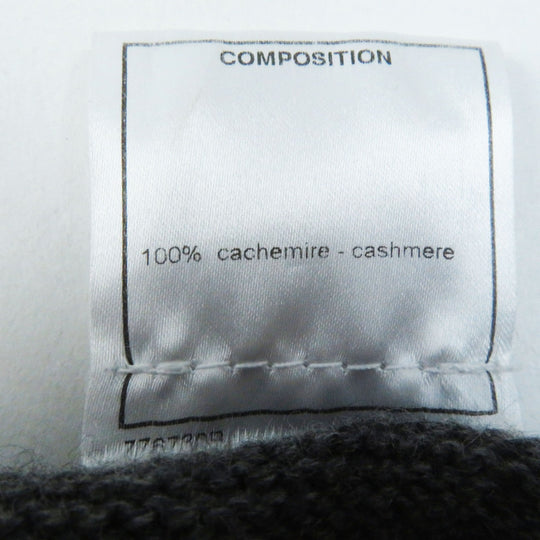 COMPOSITION
100% cachemire - cashmere